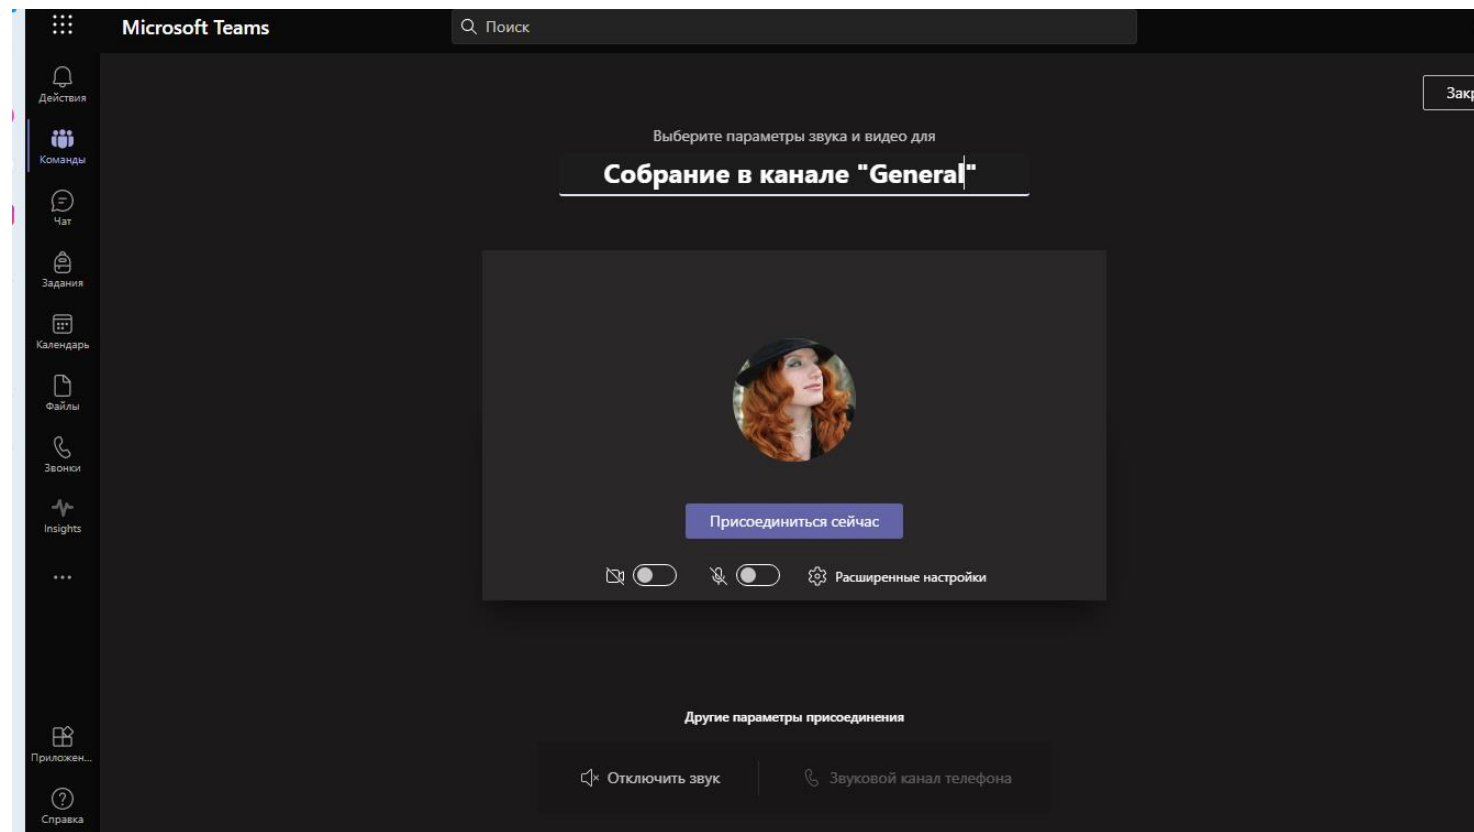 Microsoft Teams
Поиск
Действия
Команды
Чат
Задания
Календарь
Файлы
Звонки
Insights
Приложен...
Справка
Закр
Выберите параметры звука и видео для
Собрание в канале "General"
Присоединиться сейчас
Расширенные настройки
Другие параметры присоединения
Отключить звук
Звуковой канал телефона